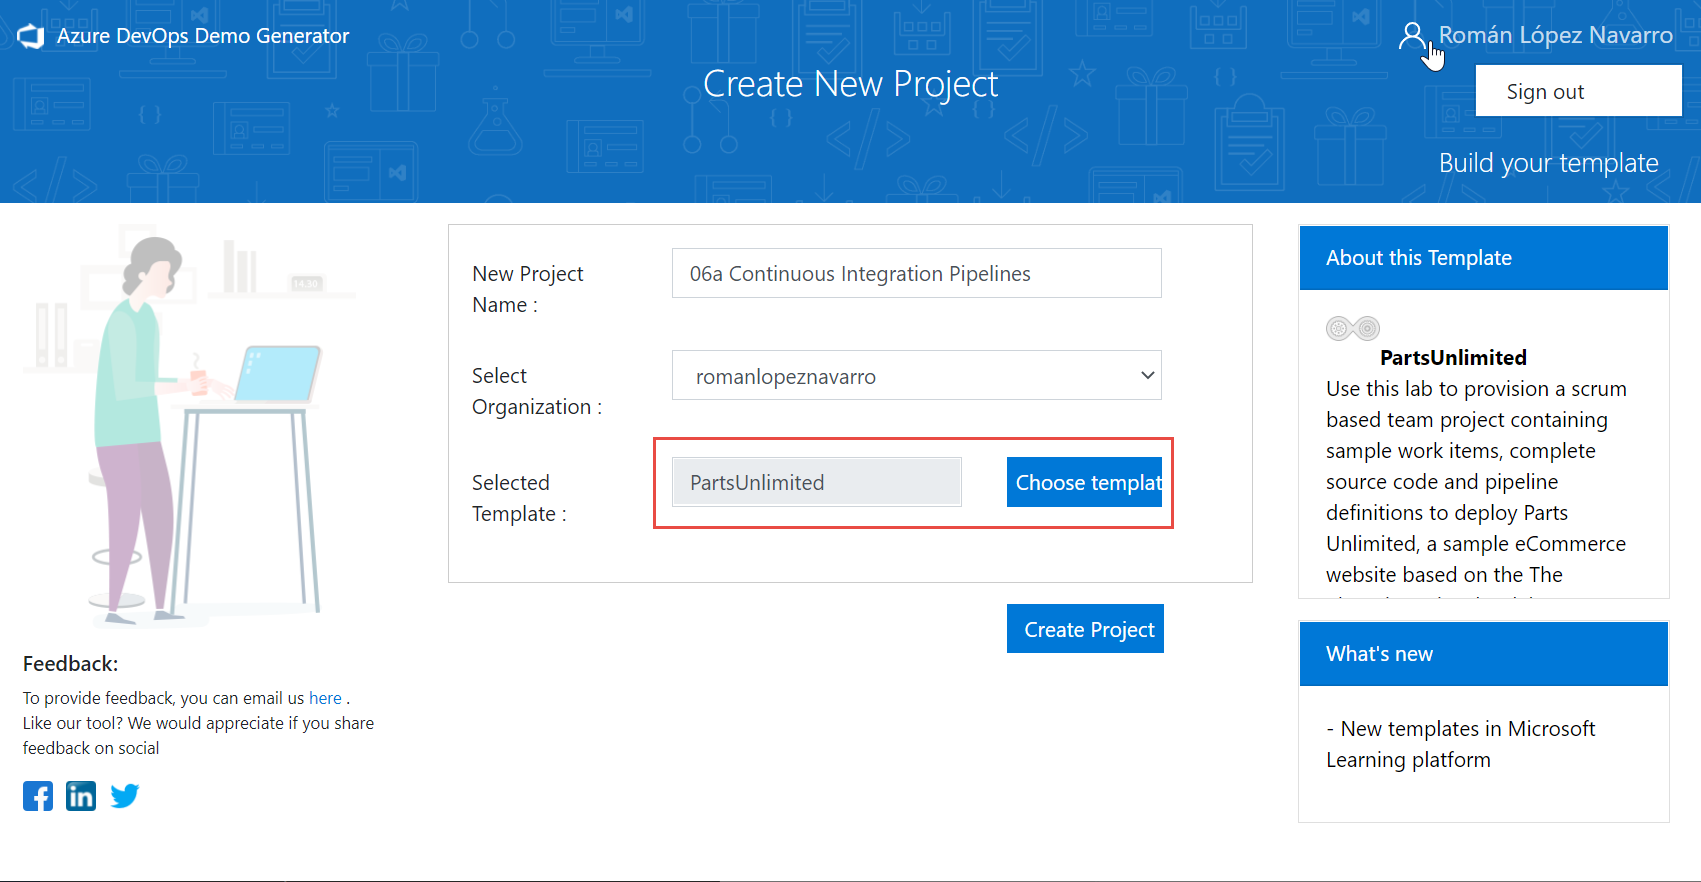 Azure DevOps Demo Generator
Román López Navarro
Create New Project
Sign out
Build your template
14.30
New Project
Name :
06a Continuous Integration Pipelines
Select
Organization :
romanlopeznavarro
Selected
Template :
PartsUnlimited
Choose templat
Create Project
About this Template
PartsUnlimited
Use this lab to provision a scrum
based team project containing
sample work items, complete
source code and pipeline
definitions to deploy Parts
Unlimited, a sample eCommerce
website based on the The
What's new
- New templates in Microsoft
Learning platform
Feedback:
To provide feedback, you can email us here .
Like our tool? We would appreciate if you share
feedback on social